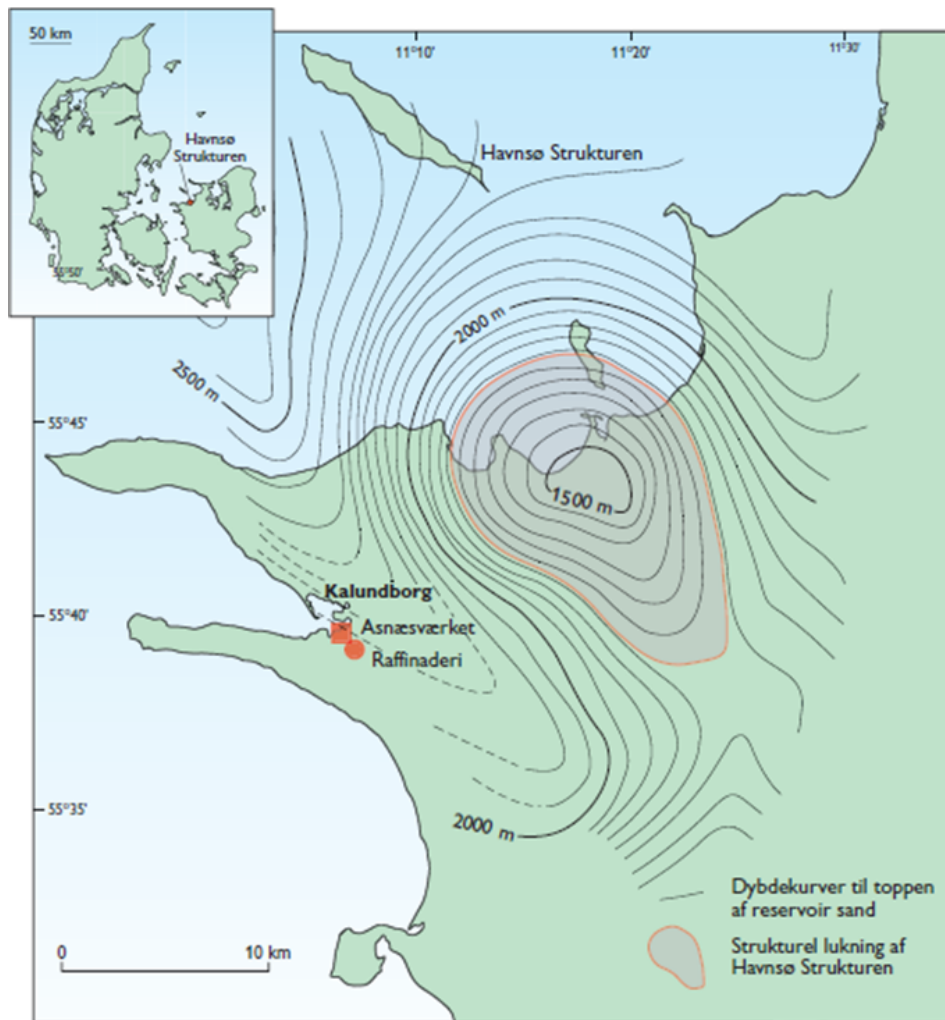 50 km
Havnsø
Strukturen
55°50'
11°10'
11°20'
11°30'
Havnsø Strukturen
2000 m
2500 m
55°45'
1500 m
Kalundborg
55°40'
Asnæsværket
Raffinaderi
55°35'
2000 m
Dybdekurver til toppen
af reservoir sand
0
10 km
Strukturel lukning af
Havnsø Strukturen